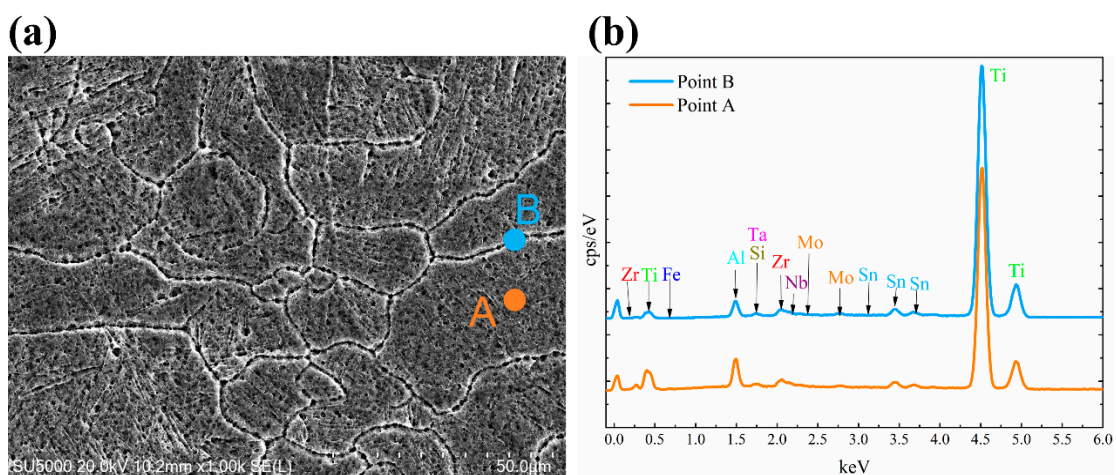 (a)
B
A
SU5000 20.0kV 10.2mm x1.00k SE(L)
50.0μm
(b)
Point B
Point A
Ti
Ta
Mo
Al
Si
Zr
Zr
Ti
Fe
Nb
Mo
Sn
Sn
Sn
Ti
cps/eV
0.0 0.5 1.0 1.5 2.0 2.5 3.0 3.5 4.0 4.5 5.0 5.5 6.0
keV